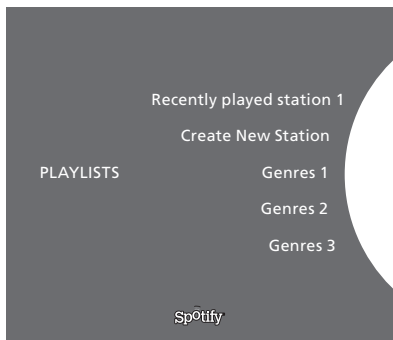 Recently played station 1
Create New Station
PLAYLISTS Genres 1
Genres 2
Genres 3
Spotify